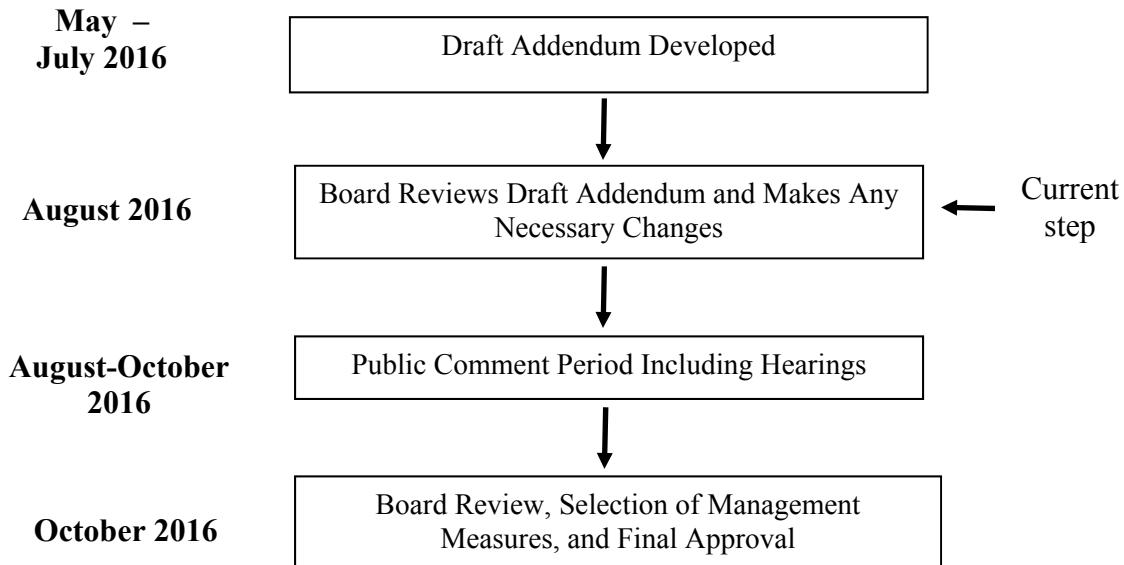 May –
July 2016
Draft Addendum Developed
August 2016
Board Reviews Draft Addendum and Makes Any
Necessary Changes
Current
step
August-October
2016
Public Comment Period Including Hearings
October 2016
Board Review, Selection of Management
Measures, and Final Approval